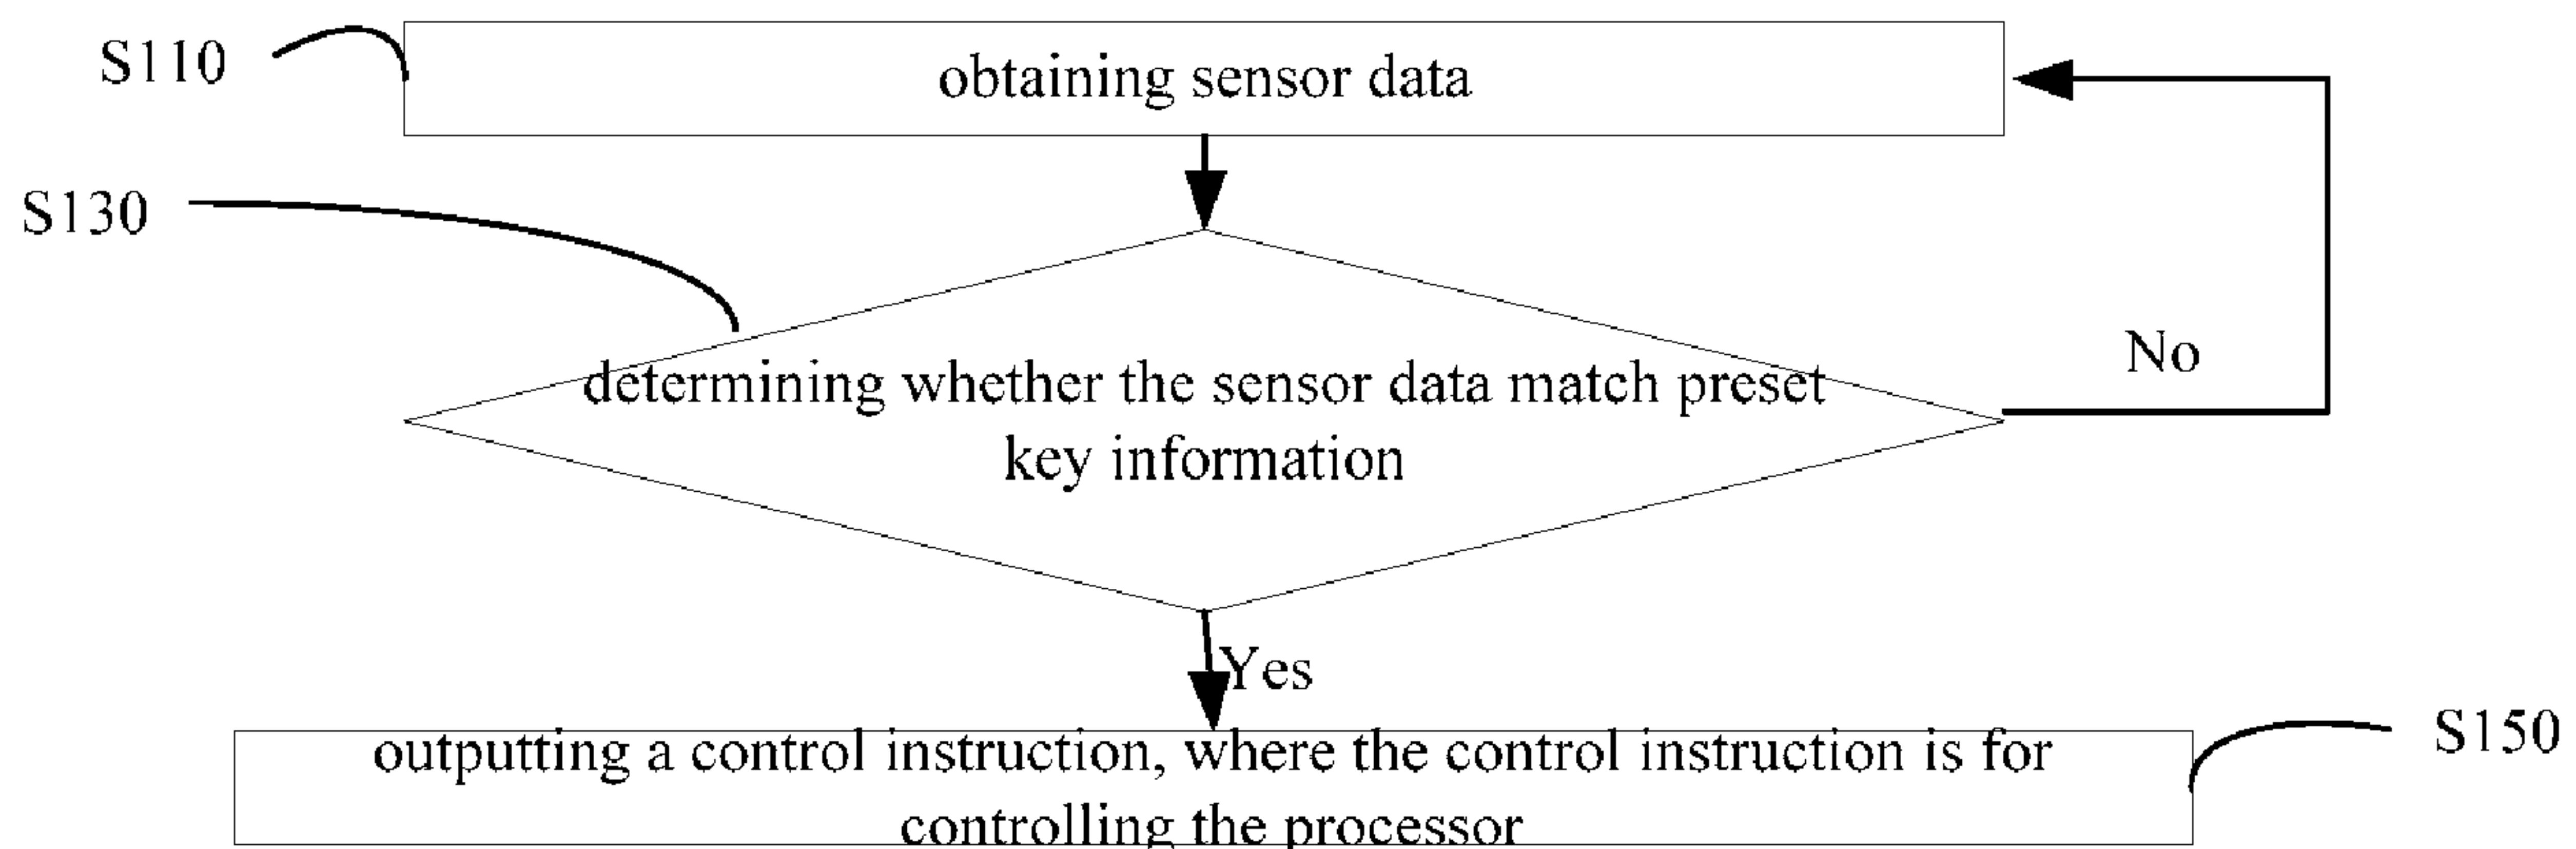 S110
obtaining sensor data
S130
determining whether the sensor data match preset
key information
No
Yes
outputting a control instruction, where the control instruction is for
controlling the processor
S150